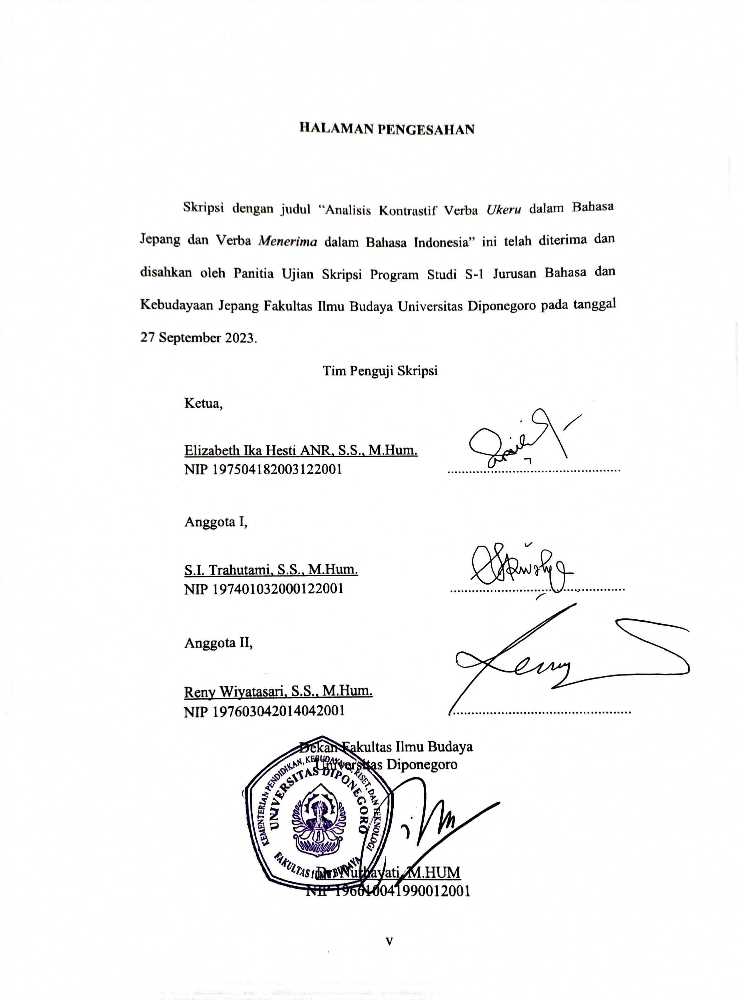 HALAMAN PENGESAHAN
Skripsi dengan judul “Analisis Kontrastif Verba Ukeru dalam Bahasa
Jepang dan Verba Menerima dalam Bahasa Indonesia” ini telah diterima dan
disahkan oleh Panitia Ujian Skripsi Program Studi S-1 Jurusan Bahasa dan
Kebudayaan Jepang Fakultas Ilmu Budaya Universitas Diponegoro pada tanggal
27 September 2023.
Tim Penguji Skripsi
Ketua,
Elizabeth Ika Hesti ANR, S.S., M.Hum.
NIP 197504182003122001
Anggota I,
S.I. Trahutami, S.S., M.Hum.
NIP 197401032000122001
Anggota II,
Reny Wiyatasari, S.S., M.Hum.
NIP 197603042014042001
Dekan Fakultas Ilmu Budaya
Universitas Diponegoro
KEMENTERIAN PENDIDIKAN, KEBUDAYAAN, RISET, DAN TEKNOLOGI
UNIVERSITAS DIPONEGORO
FAKULTAS ILMU BUDAYA
Dr. Nurhayati, M.HUM
NIP 196610041990012001
v